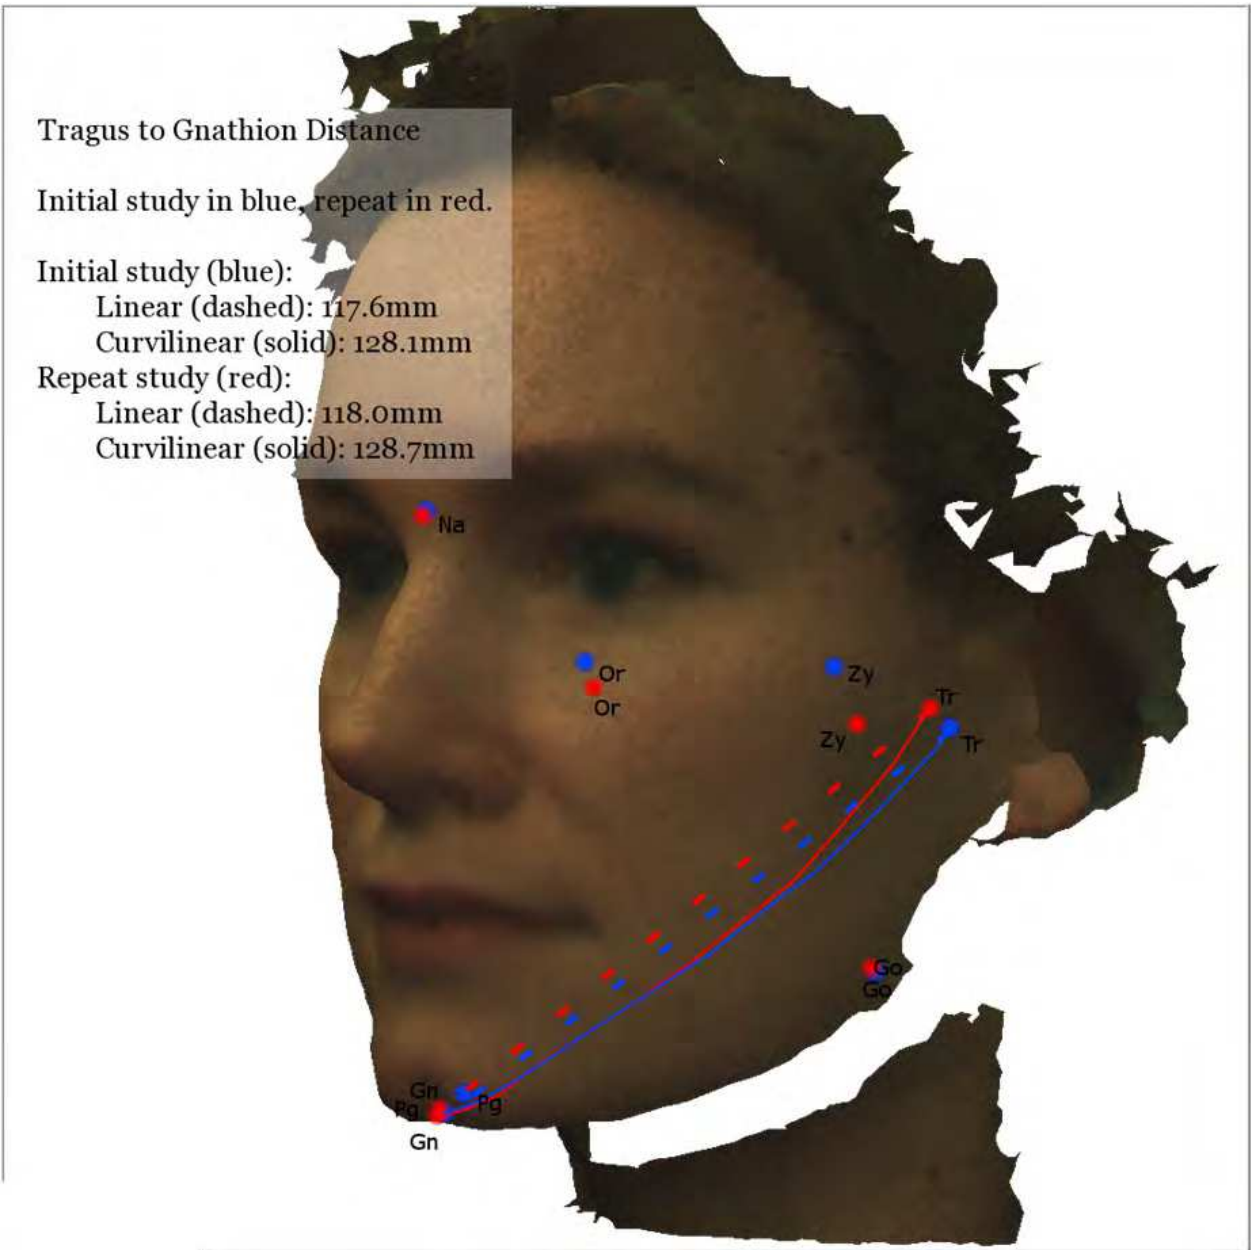 Tragus to Gnathion Distance
Initial study in blue, repeat in red.
Initial study (blue):
Linear (dashed): 117.6mm
Curvilinear (solid): 128.1mm
Repeat study (red):
Linear (dashed): 118.0mm
Curvilinear (solid): 128.7mm
Na
Or
Or
Zy
Zy
Tr
Tr
Go
Go
Gn
Pg
Pg
Gn